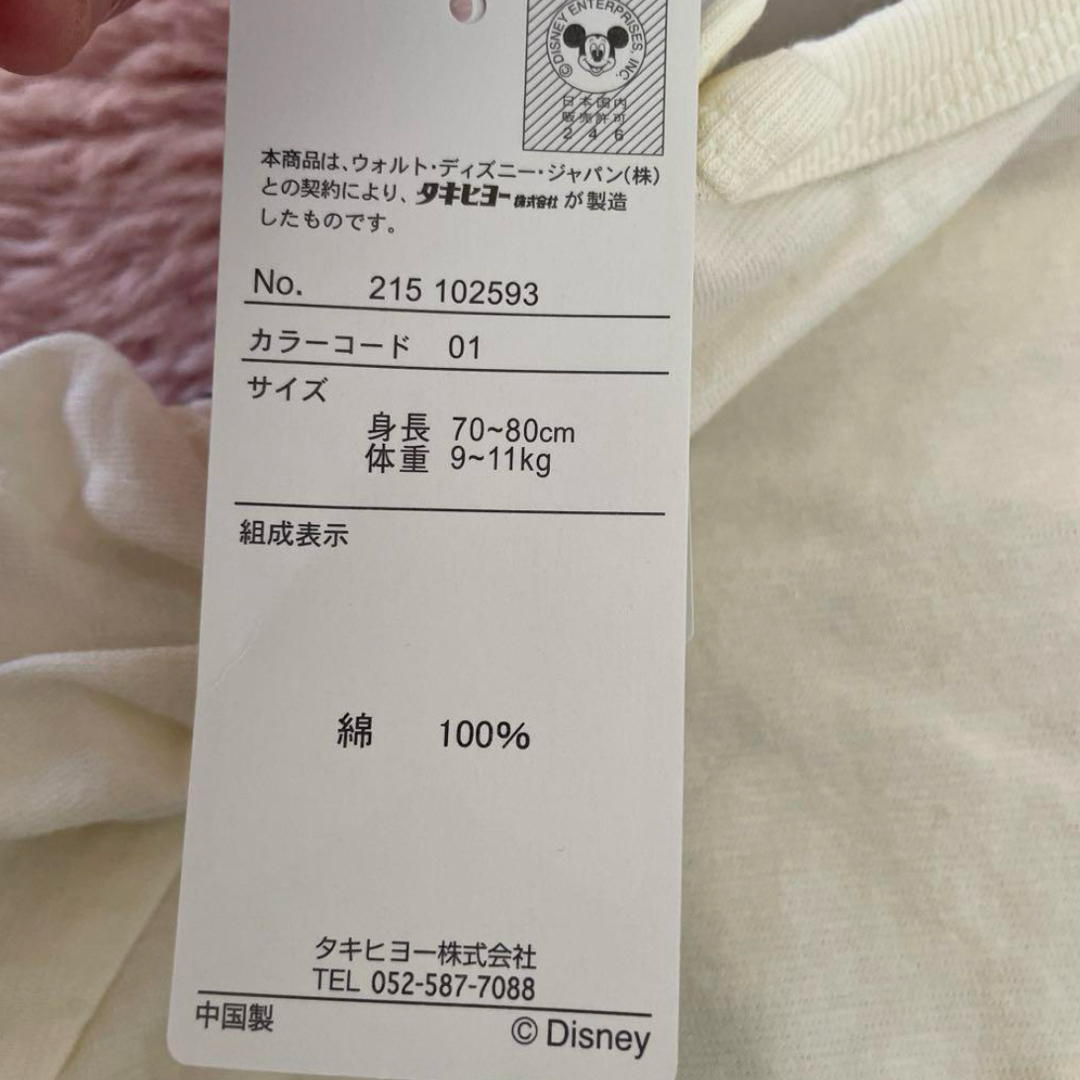 © DISNEY ENTERPRISES, INC.
日本国内
販売許可
246
本商品は、ウォルト・ディズニー・ジャパン(株)
との契約により、タキヒヨー株式会社が製造
したものです。
No. 215 102593
カラーコード 01
サイズ
身長 70~80cm
体重 9~11kg
組成表示
綿 100%
タキヒヨー株式会社
TEL 052-587-7088
中国製
© Disney